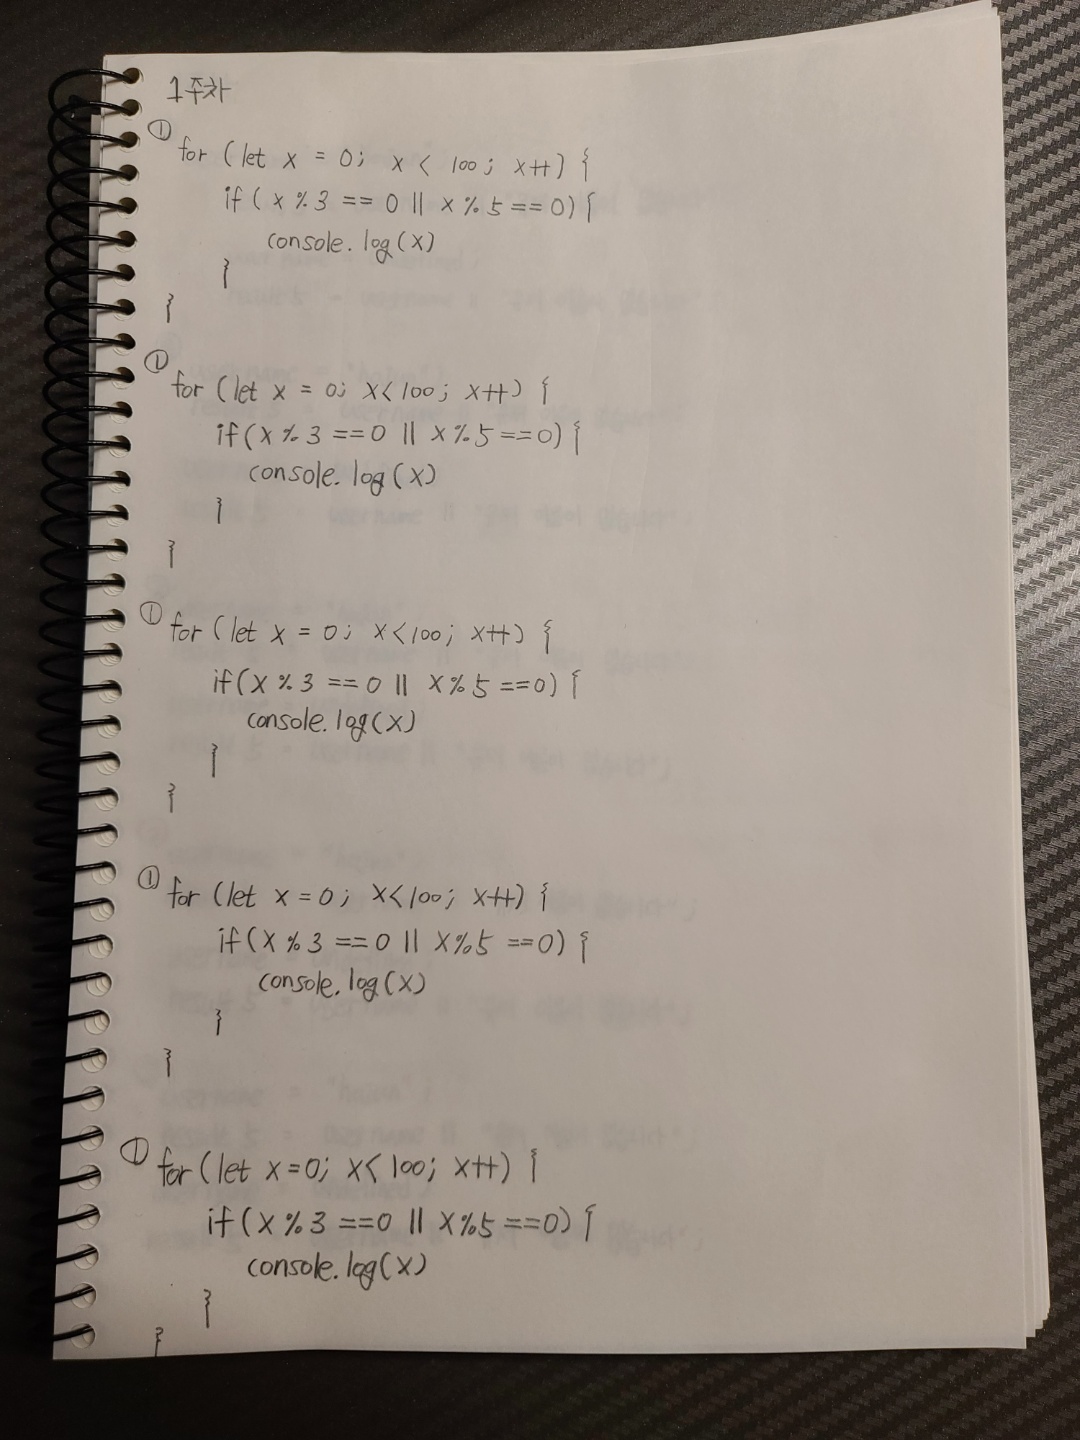 1주차
① for (let x = 0; x < 100; x++) {
if (x % 3 == 0 || x % 5 == 0) {
console.log(x)
}
}
① for (let x = 0; x < 100; x++) {
if (x % 3 == 0 || x % 5 == 0) {
console.log(x)
}
}
① for (let x = 0; x < 100; x++) {
if (x % 3 == 0 || x % 5 == 0) {
console.log(x)
}
}
① for (let x = 0; x < 100; x++) {
if (x % 3 == 0 || x % 5 == 0) {
console.log(x)
}
}
① for (let x = 0; x < 100; x++) {
if (x % 3 == 0 || x % 5 == 0) {
console.log(x)
}
}